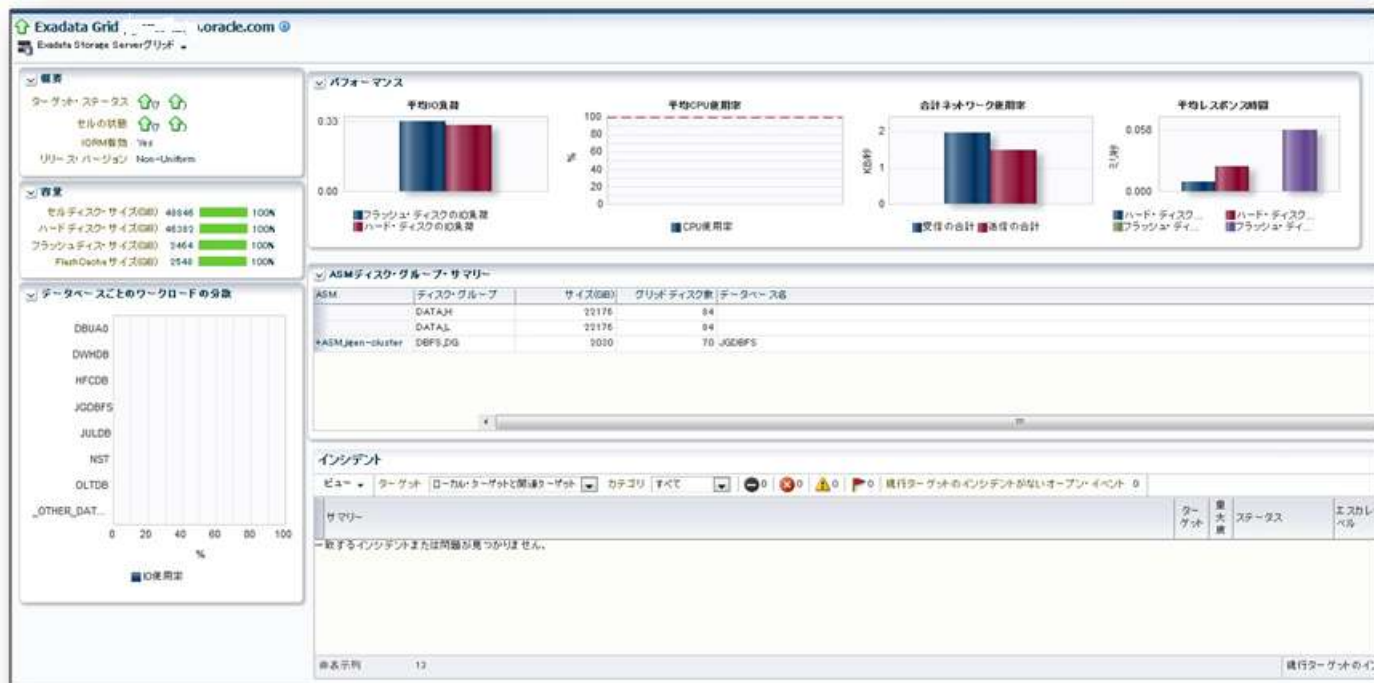 Exadata Grid .oracle.com
Exadata Storage Serverグリッド
概要
ターゲット・ステータス
セルの状態
IORM有効 Yes
リリース・バージョン Non-Uniform
容量
セルディスク・サイズ(GB) 48846 100%
ハードディスク・サイズ(GB) 46382 100%
フラッシュディス・サイズ(GB) 2464 100%
FlashCacheサイズ(GB) 2540 100%
データベースごとのワークロードの分散
DBUA0
DWHDB
HFCDB
JGDBFS
JULDB
NST
OLTDB
_OTHER_DAT...
0 20 40 60 80 100
%
IO使用率
パフォーマンス
平均IO負荷
0.33
0.00
フラッシュ・ディスクのIO負荷
ハード・ディスクのIO負荷
平均CPU使用率
100
80
60
40
20
0
%
CPU使用率
合計ネットワーク使用率
2
1
0
KB/秒
受信の合計 送信の合計
平均レスポンス時間
0.058
0.000
ミリ秒
ハード・ディスク... ハード・ディスク...
フラッシュ・ディ... フラッシュ・ディ...
ASMディスク・グループ・サマリー
ASM ディスク・グループ サイズ(GB) グリッドディスク数 データベース名
DATA_H 22176 84
DATA_L 22176 84
DBFS_DG 2030 70 JGDBFS
インシデント
ビュー ターゲット ローカル・ターゲットと関連ターゲット カテゴリ すべて 0 0 0 0 現行ターゲットのインシデントがないオープン・イベント 0
サマリー ターゲット 重大度 ステータス エスカレ ベル
一致するインシデントまたは問題が見つかりません。
非表示列 13 現行ターゲットのイン